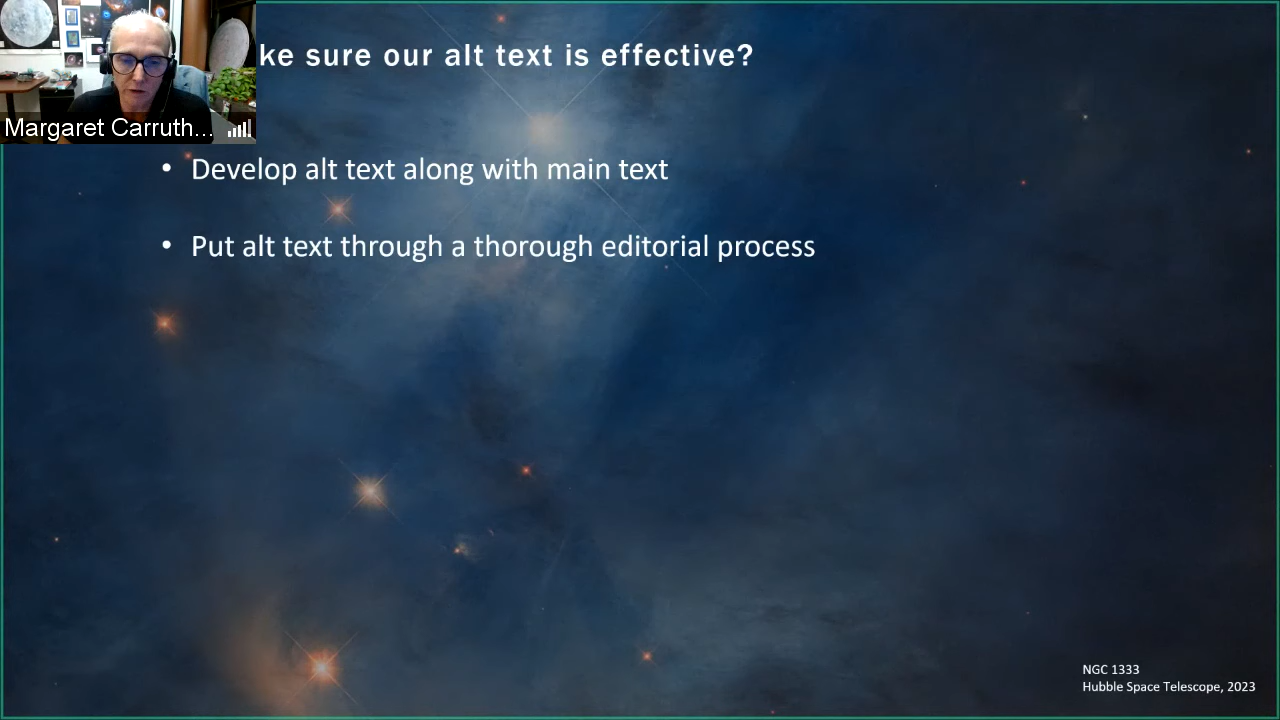 ke sure our alt text is effective?
Margaret Carruth...
• Develop alt text along with main text
• Put alt text through a thorough editorial process
NGC 1333
Hubble Space Telescope, 2023